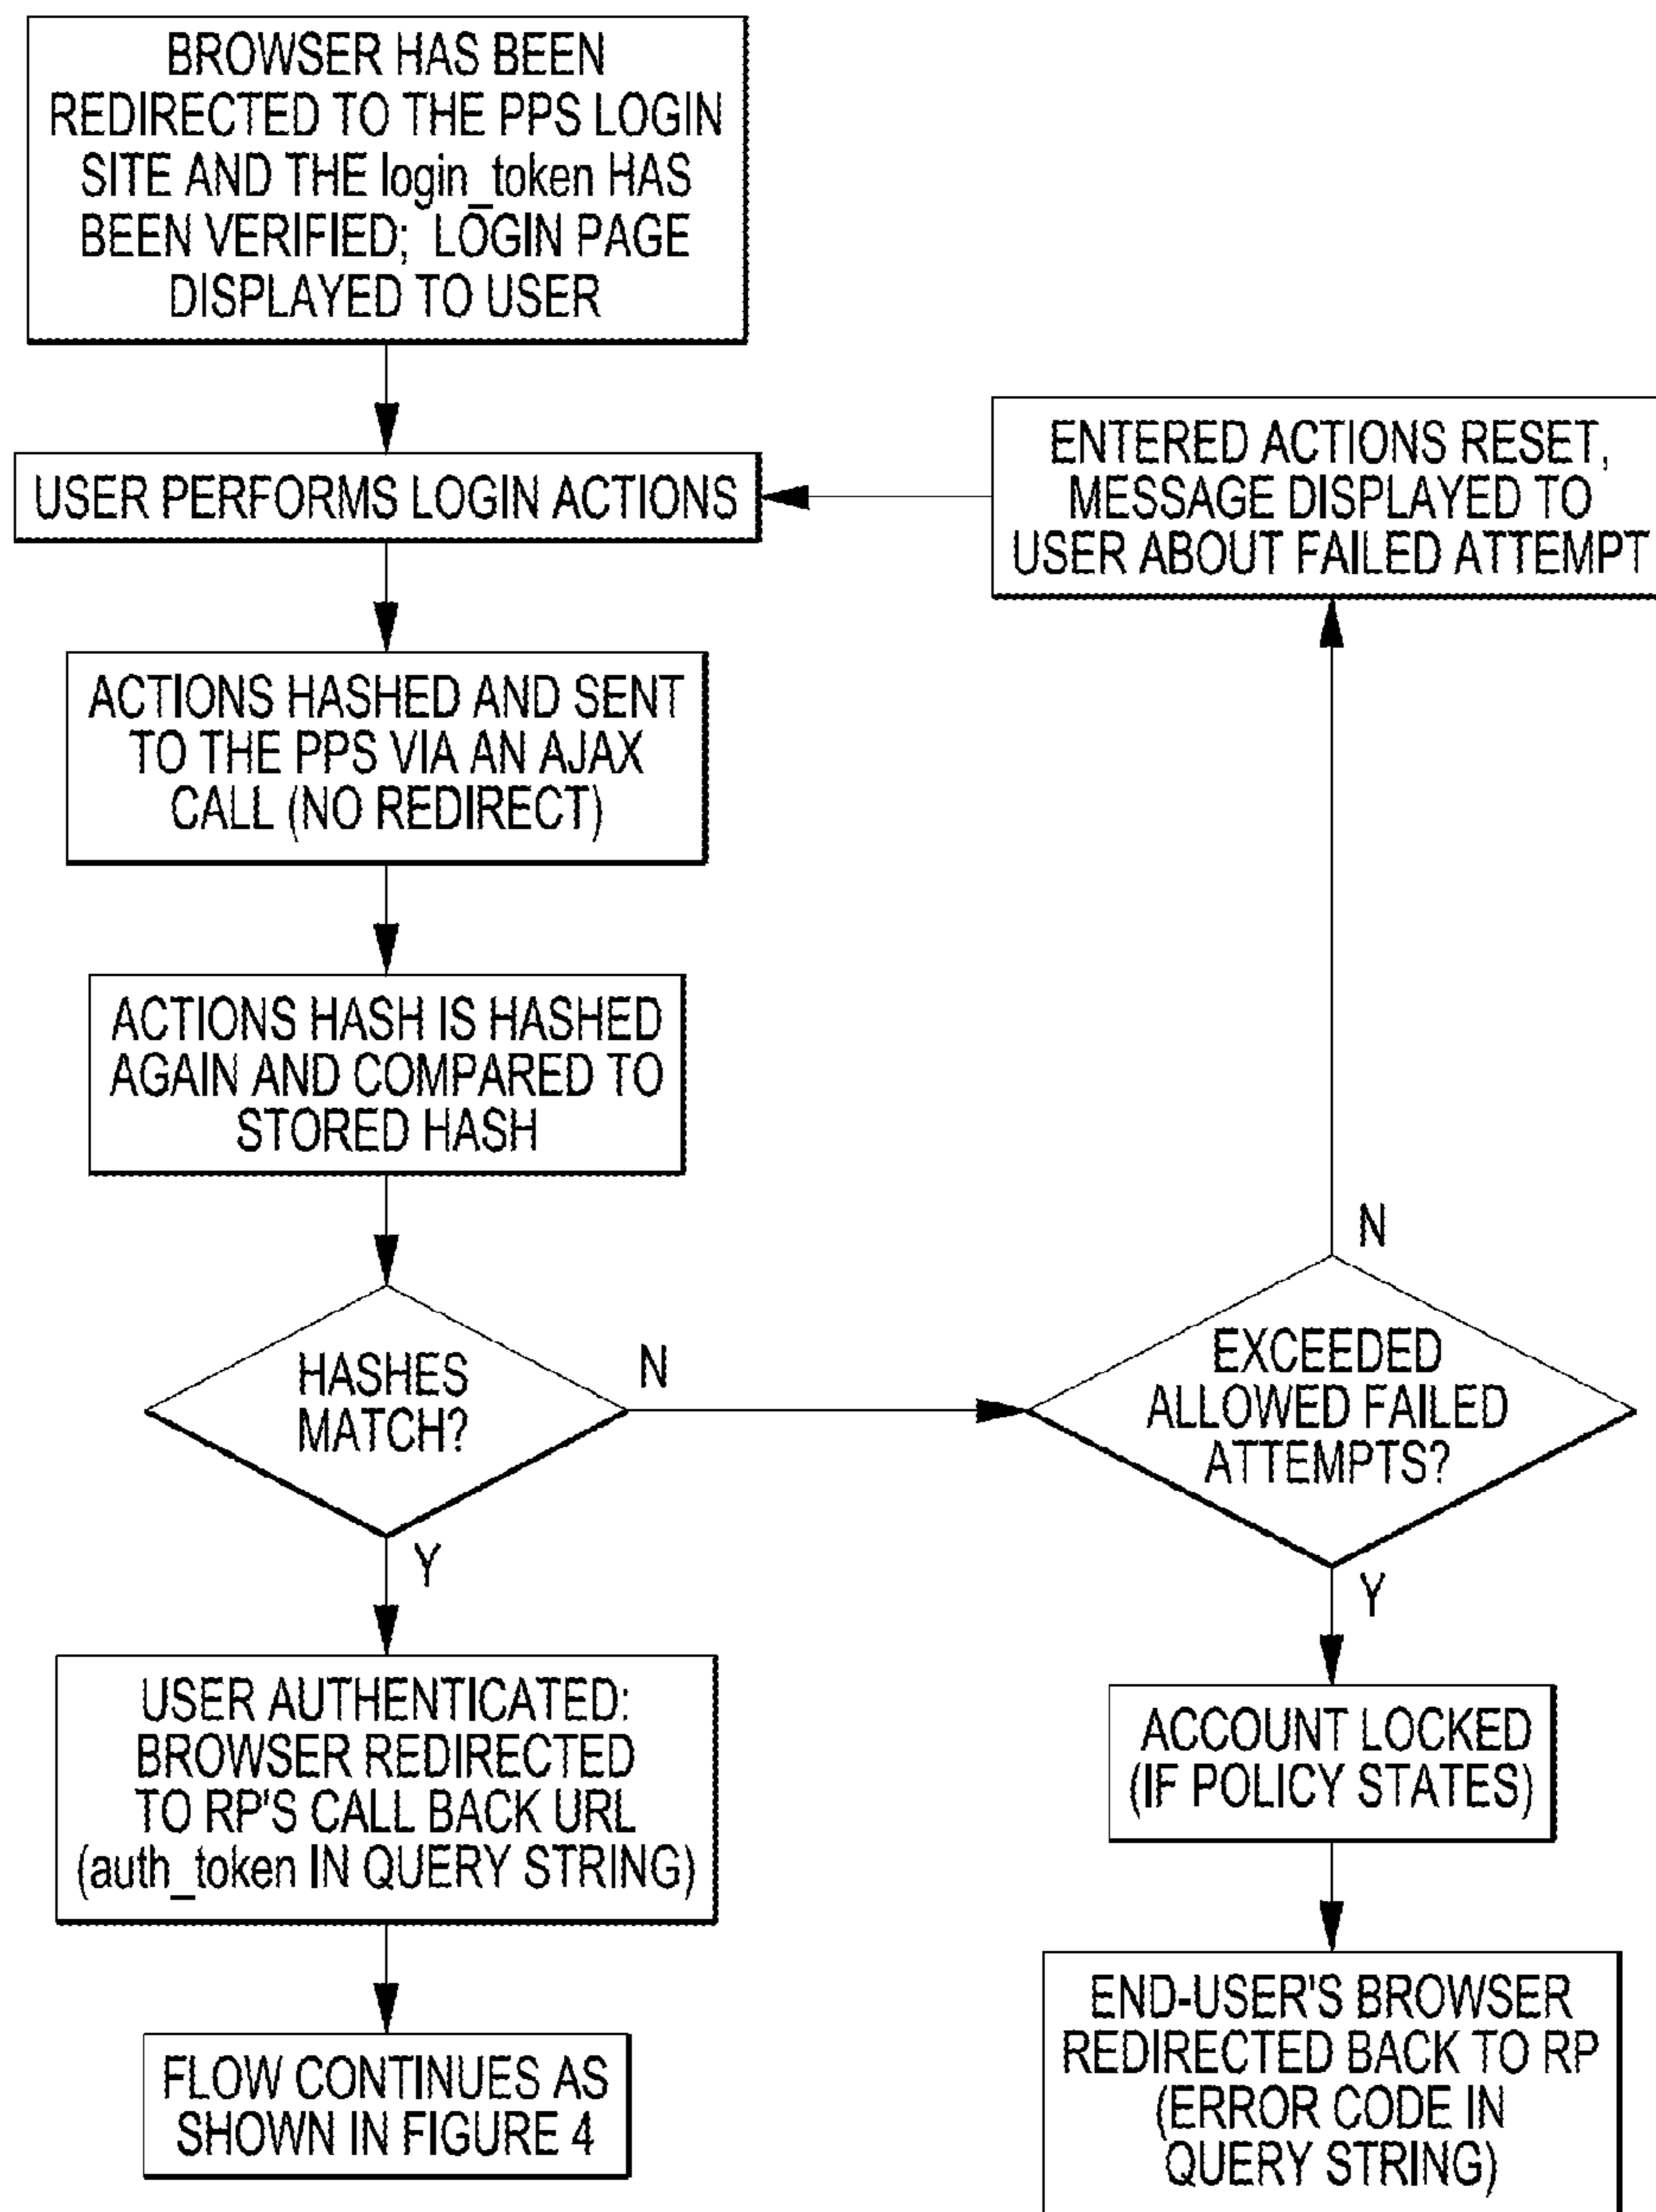 BROWSER HAS BEEN
REDIRECTED TO THE PPS LOGIN
SITE AND THE login_token HAS
BEEN VERIFIED; LOGIN PAGE
DISPLAYED TO USER
USER PERFORMS LOGIN ACTIONS
ENTERED ACTIONS RESET,
MESSAGE DISPLAYED TO
USER ABOUT FAILED ATTEMPT
ACTIONS HASHED AND SENT
TO THE PPS VIA AN AJAX
CALL (NO REDIRECT)
ACTIONS HASH IS HASHED
AGAIN AND COMPARED TO
STORED HASH
HASHES
MATCH?
N
Y
EXCEEDED
ALLOWED FAILED
ATTEMPTS?
N
Y
USER AUTHENTICATED:
BROWSER REDIRECTED
TO RP'S CALL BACK URL
(auth_token IN QUERY STRING)
FLOW CONTINUES AS
SHOWN IN FIGURE 4
ACCOUNT LOCKED
(IF POLICY STATES)
END-USER'S BROWSER
REDIRECTED BACK TO RP
(ERROR CODE IN
QUERY STRING)